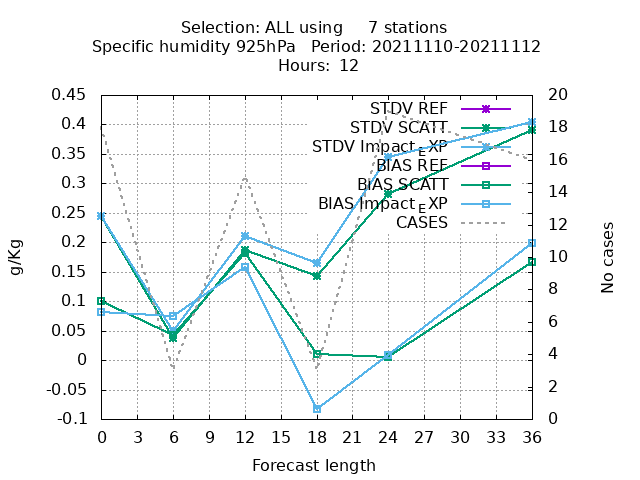 Selection: ALL using 7 stations
Specific humidity 925hPa Period: 20211110-20211112
Hours: 12
0.45
0.4
0.35
0.3
0.25
0.2
0.15
0.1
0.05
0
-0.05
-0.1
g/Kg
STDV REF
STDV SCATT
STDV Impact_EXP
BIAS REF
BIAS SCATT
BIAS Impact_EXP
CASES
20
18
16
14
12
10
8
6
4
2
0
No cases
0 3 6 9 12 15 18 21 24 27 30 33 36
Forecast length